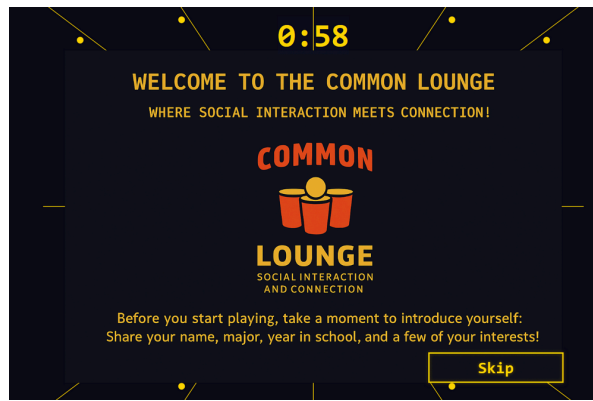 0:58
WELCOME TO THE COMMON LOUNGE
WHERE SOCIAL INTERACTION MEETS CONNECTION!
COMMON
LOUNGE
SOCIAL INTERACTION
AND CONNECTION
Before you start playing, take a moment to introduce yourself:
Share your name, major, year in school, and a few of your interests!
Skip